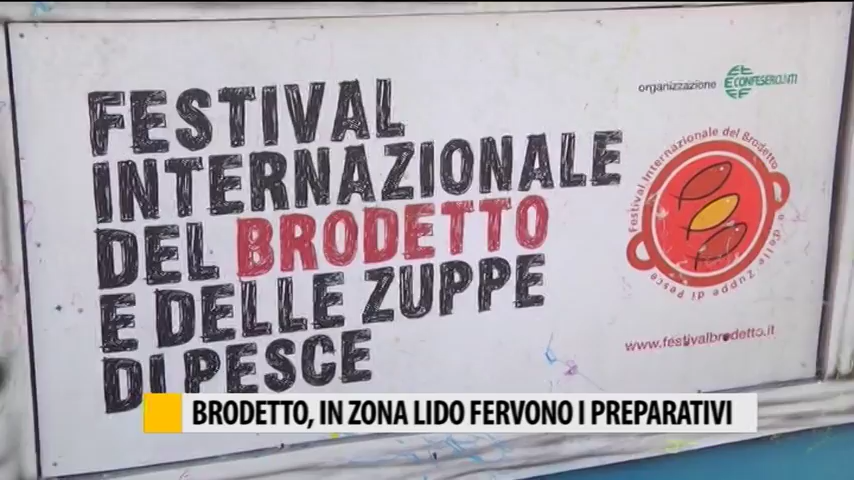 FESTIVAL
INTERNAZIONALE
DEL BRODETTO
E DELLE ZUPPE
DI PESCE
organizzazione CONFESERCENTI
Festival Internazionale del Brodetto
e delle Zuppe di Pesce
www.festivalbrodetto.it
BRODETTO, IN ZONA LIDO FERVONO I PREPARATIVI